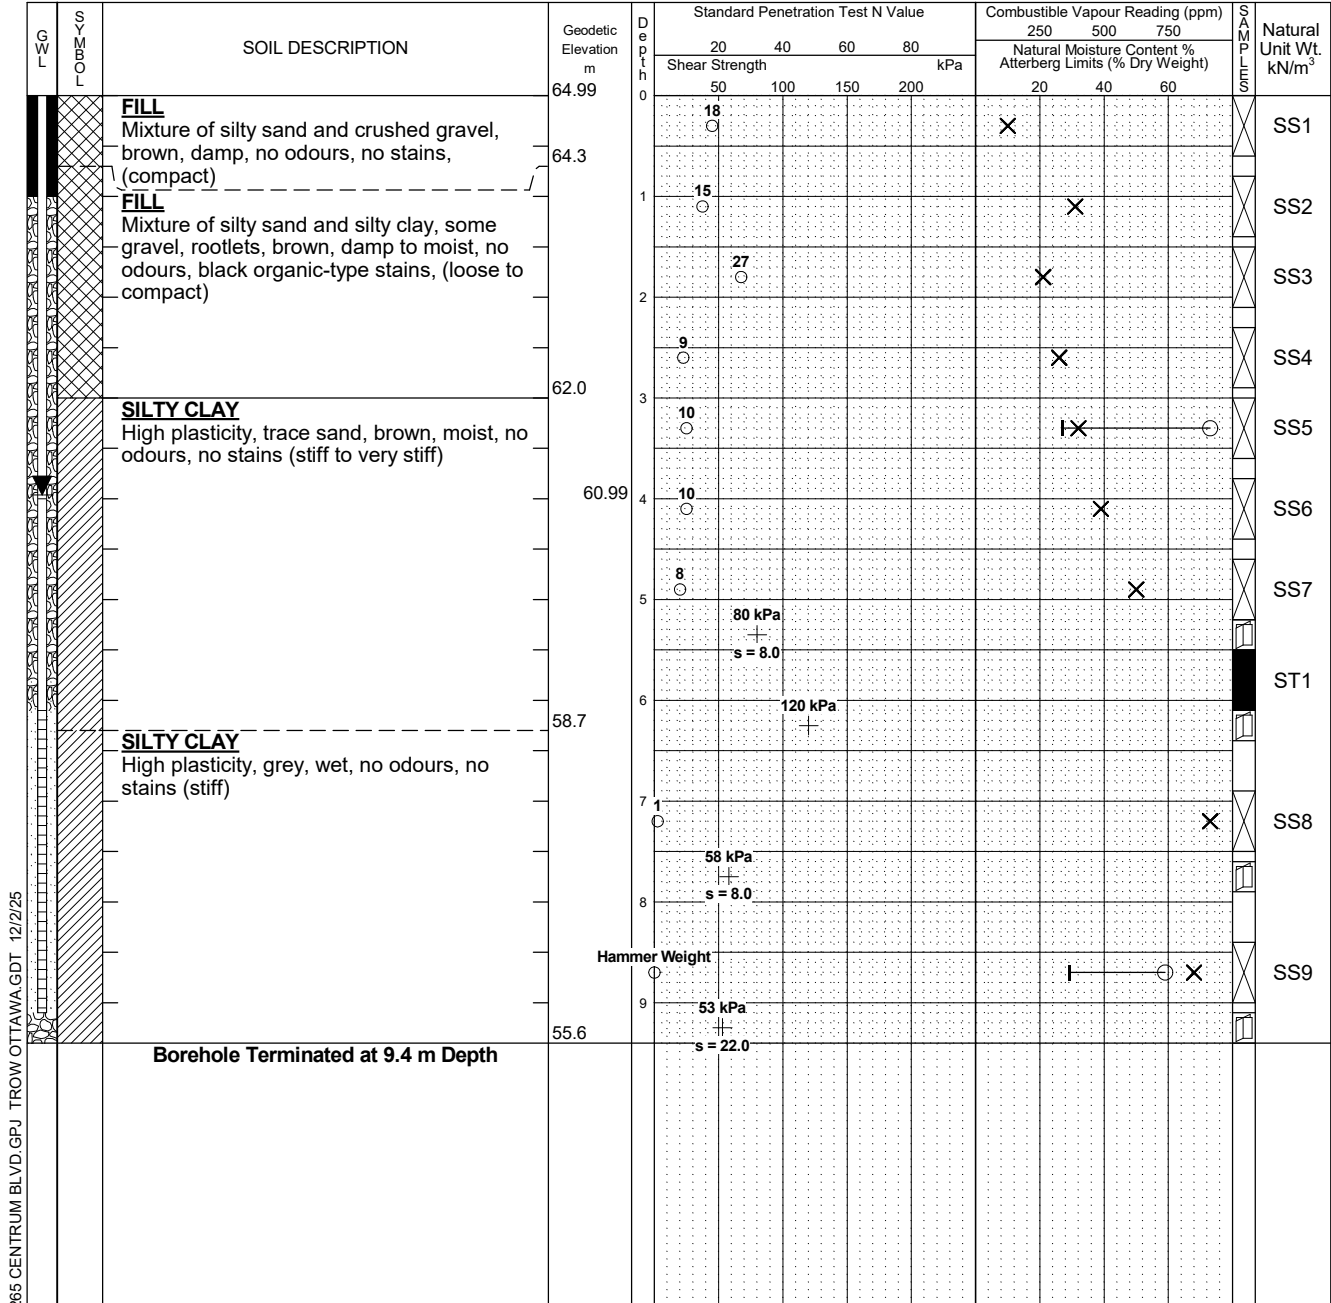 GWL
SYMBOL
SOIL DESCRIPTION
Geodetic
Elevation
m
Depth
Standard Penetration Test N Value
20 40 60 80
Shear Strength kPa
50 100 150 200
Combustible Vapour Reading (ppm)
250 500 750
Natural Moisture Content %
Atterberg Limits (% Dry Weight)
20 40 60
SAMPLES
Natural
Unit Wt.
kN/m³
64.99
0
FILL
Mixture of silty sand and crushed gravel,
brown, damp, no odours, no stains,
(compact)
64.3
18
SS1
FILL
Mixture of silty sand and silty clay, some
gravel, rootlets, brown, damp to moist, no
odours, black organic-type stains, (loose to
compact)
1
15
SS2
27
SS3
2
9
SS4
62.0
3
SILTY CLAY
High plasticity, trace sand, brown, moist, no
odours, no stains (stiff to very stiff)
10
SS5
60.99
4
10
SS6
8
SS7
5
80 kPa
s = 8.0
ST1
6
120 kPa
58.7
SILTY CLAY
High plasticity, grey, wet, no odours, no
stains (stiff)
7
1
SS8
58 kPa
s = 8.0
8
Hammer Weight
SS9
9
53 kPa
s = 22.0
55.6
Borehole Terminated at 9.4 m Depth
265 CENTRUM BLVD.GPJ TROW OTTAWA.GDT 12/2/25